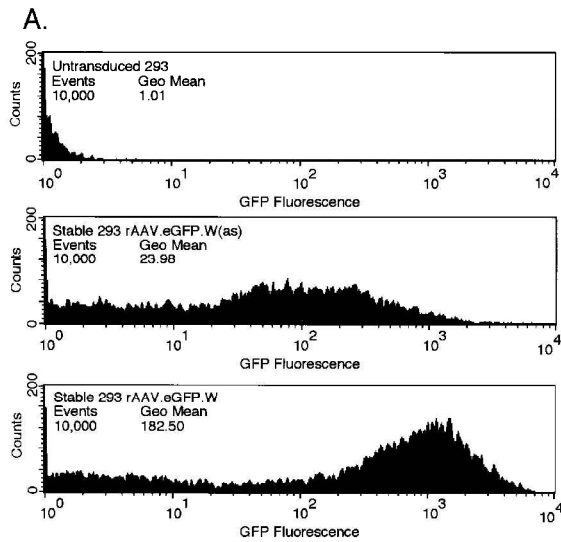 A.
200
Untransduced 293
Events Geo Mean
10,000 1.01
Counts
0
10^0 10^1 10^2 10^3 10^4
GFP Fluorescence
200
Stable 293 rAAV.eGFP.W(as)
Events Geo Mean
10,000 23.98
Counts
0
10^0 10^1 10^2 10^3 10^4
GFP Fluorescence
200
Stable 293 rAAV.eGFP.W
Events Geo Mean
10,000 182.50
Counts
0
10^0 10^1 10^2 10^3 10^4
GFP Fluorescence